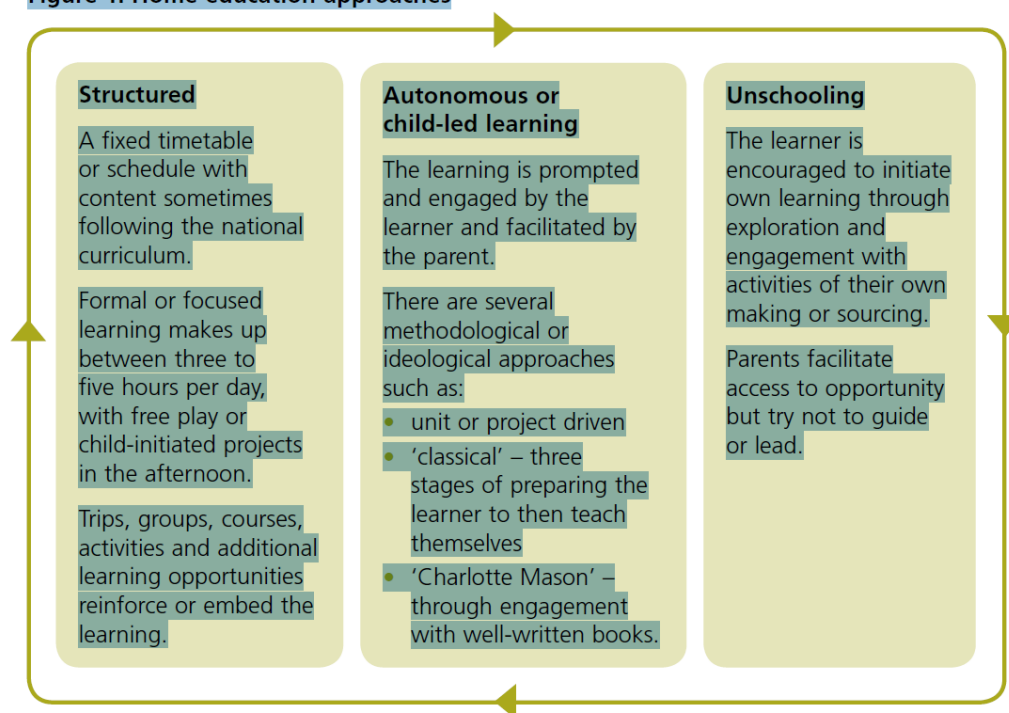 Figure 4: Home education approaches
Structured
A fixed timetable
or schedule with
content sometimes
following the national
curriculum.
Formal or focused
learning makes up
between three to
five hours per day,
with free play or
child-initiated projects
in the afternoon.
Trips, groups, courses,
activities and additional
learning opportunities
reinforce or embed the
learning.
Autonomous or
child-led learning
The learning is prompted
and engaged by the
learner and facilitated by
the parent.
There are several
methodological or
ideological approaches
such as:
• unit or project driven
• ‘classical’ – three
stages of preparing the
learner to then teach
themselves
• ‘Charlotte Mason’ –
through engagement
with well-written books.
Unschooling
The learner is
encouraged to initiate
own learning through
exploration and
engagement with
activities of their own
making or sourcing.
Parents facilitate
access to opportunity
but try not to guide
or lead.